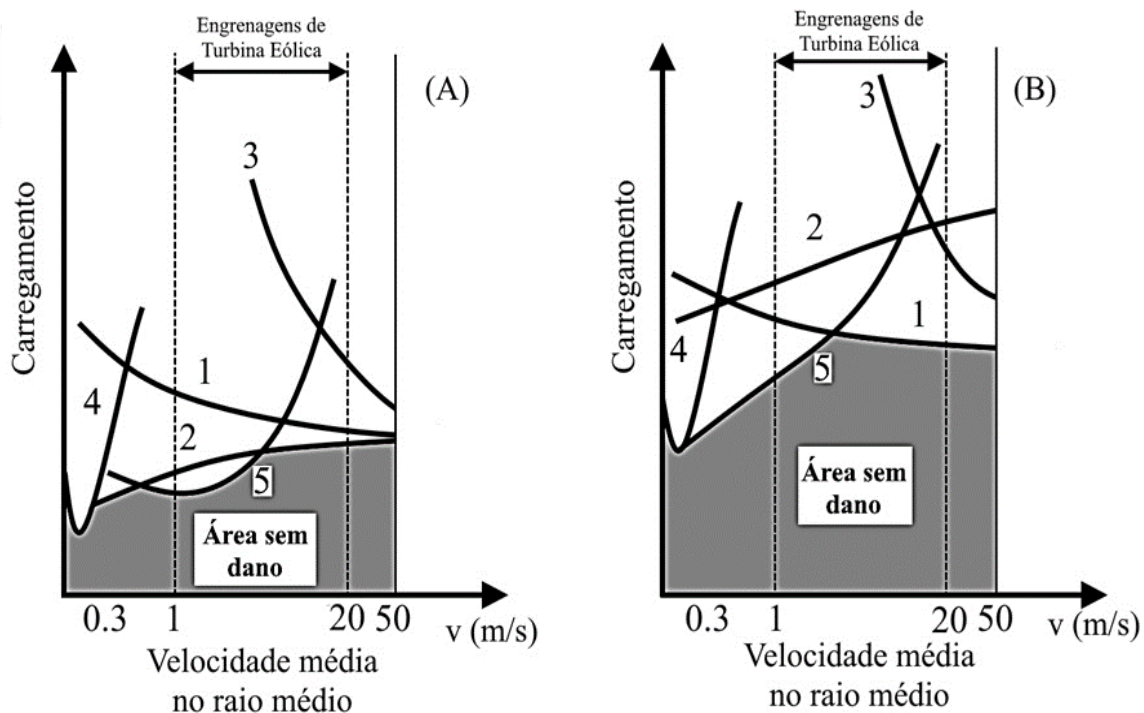 Engrenagens de
Turbina Eólica
(A)
3
Carregamento
4
1
2
5
Área sem
dano
0.3 1 20 50 v (m/s)
Velocidade média
no raio médio
Engrenagens de
Turbina Eólica
(B)
3
Carregamento
2
4
1
5
Área sem
dano
0.3 1 20 50 v (m/s)
Velocidade média
no raio médio